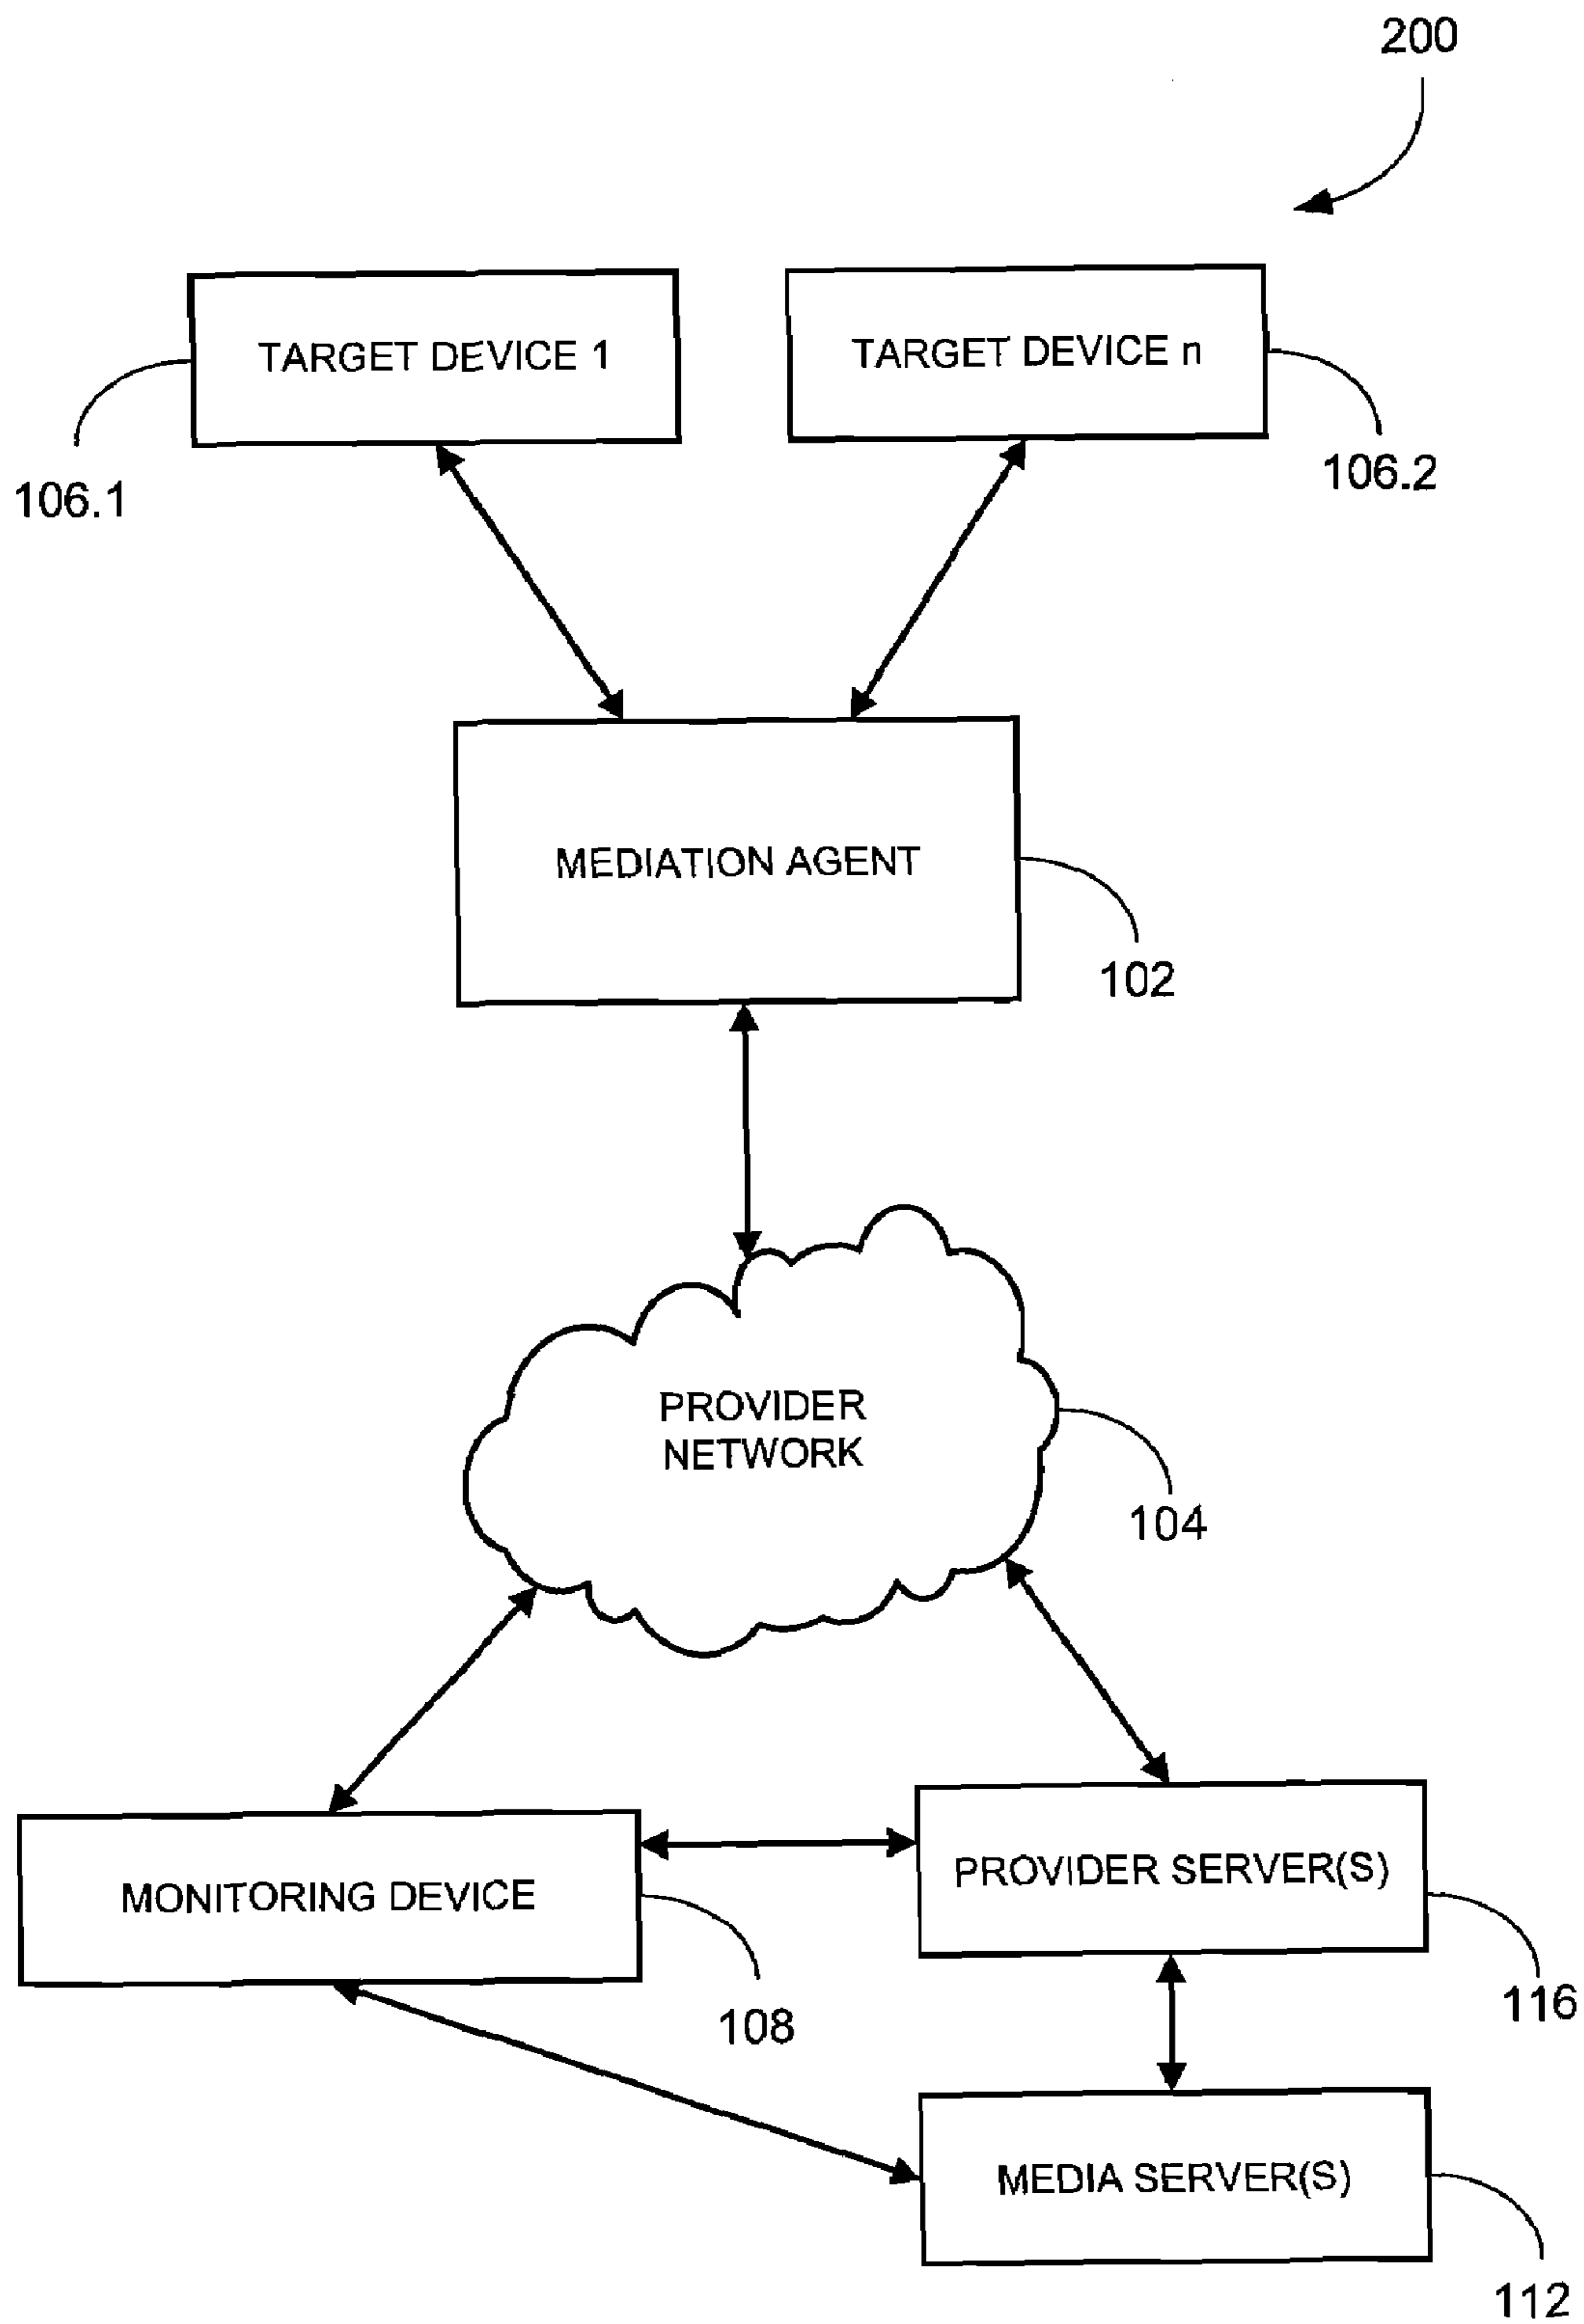 200
TARGET DEVICE 1
TARGET DEVICE n
106.1
106.2
MEDIATION AGENT
102
PROVIDER
NETWORK
104
MONITORING DEVICE
PROVIDER SERVER(S)
108
116
MEDIA SERVER(S)
112